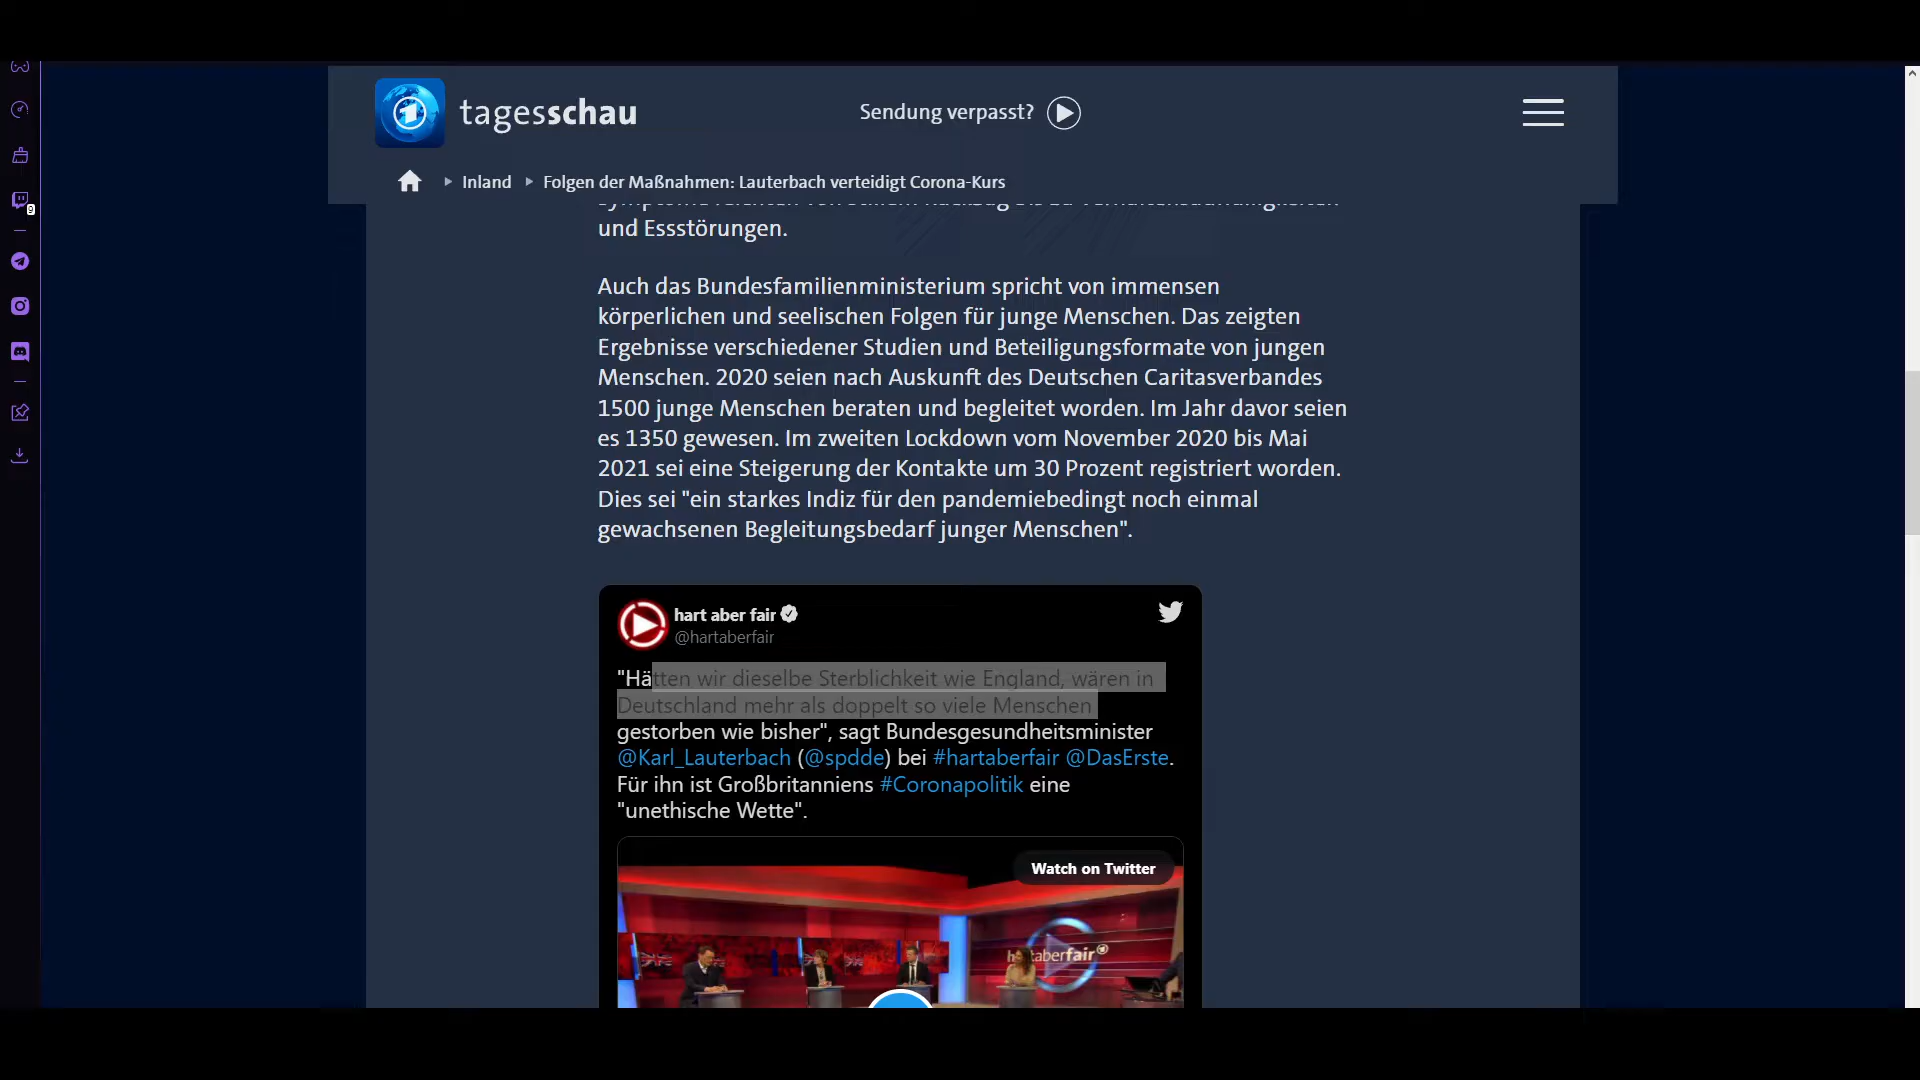 tagesschau
Sendung verpasst?
Inland
Folgen der Maßnahmen: Lauterbach verteidigt Corona-Kurs
und Essstörungen.
Auch das Bundesfamilienministerium spricht von immensen
körperlichen und seelischen Folgen für junge Menschen. Das zeigten
Ergebnisse verschiedener Studien und Beteiligungsformate von jungen
Menschen. 2020 seien nach Auskunft des Deutschen Caritasverbandes
1500 junge Menschen beraten und begleitet worden. Im Jahr davor seien
es 1350 gewesen. Im zweiten Lockdown vom November 2020 bis Mai
2021 sei eine Steigerung der Kontakte um 30 Prozent registriert worden.
Dies sei "ein starkes Indiz für den pandemiebedingt noch einmal
gewachsenen Begleitungsbedarf junger Menschen".
hart aber fair
@hartaberfair
"Hätten wir dieselbe Sterblichkeit wie England, wären in
Deutschland mehr als doppelt so viele Menschen
gestorben wie bisher", sagt Bundesgesundheitsminister
@Karl_Lauterbach (@spdde) bei #hartaberfair @DasErste.
Für ihn ist Großbritanniens #Coronapolitik eine
"unethische Wette".
Watch on Twitter
hartaberfair